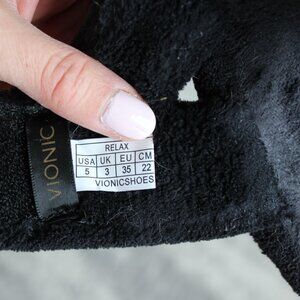 VIONIC
RELAX
USA UK EU CM
5 3 35 22
VIONICSHOES